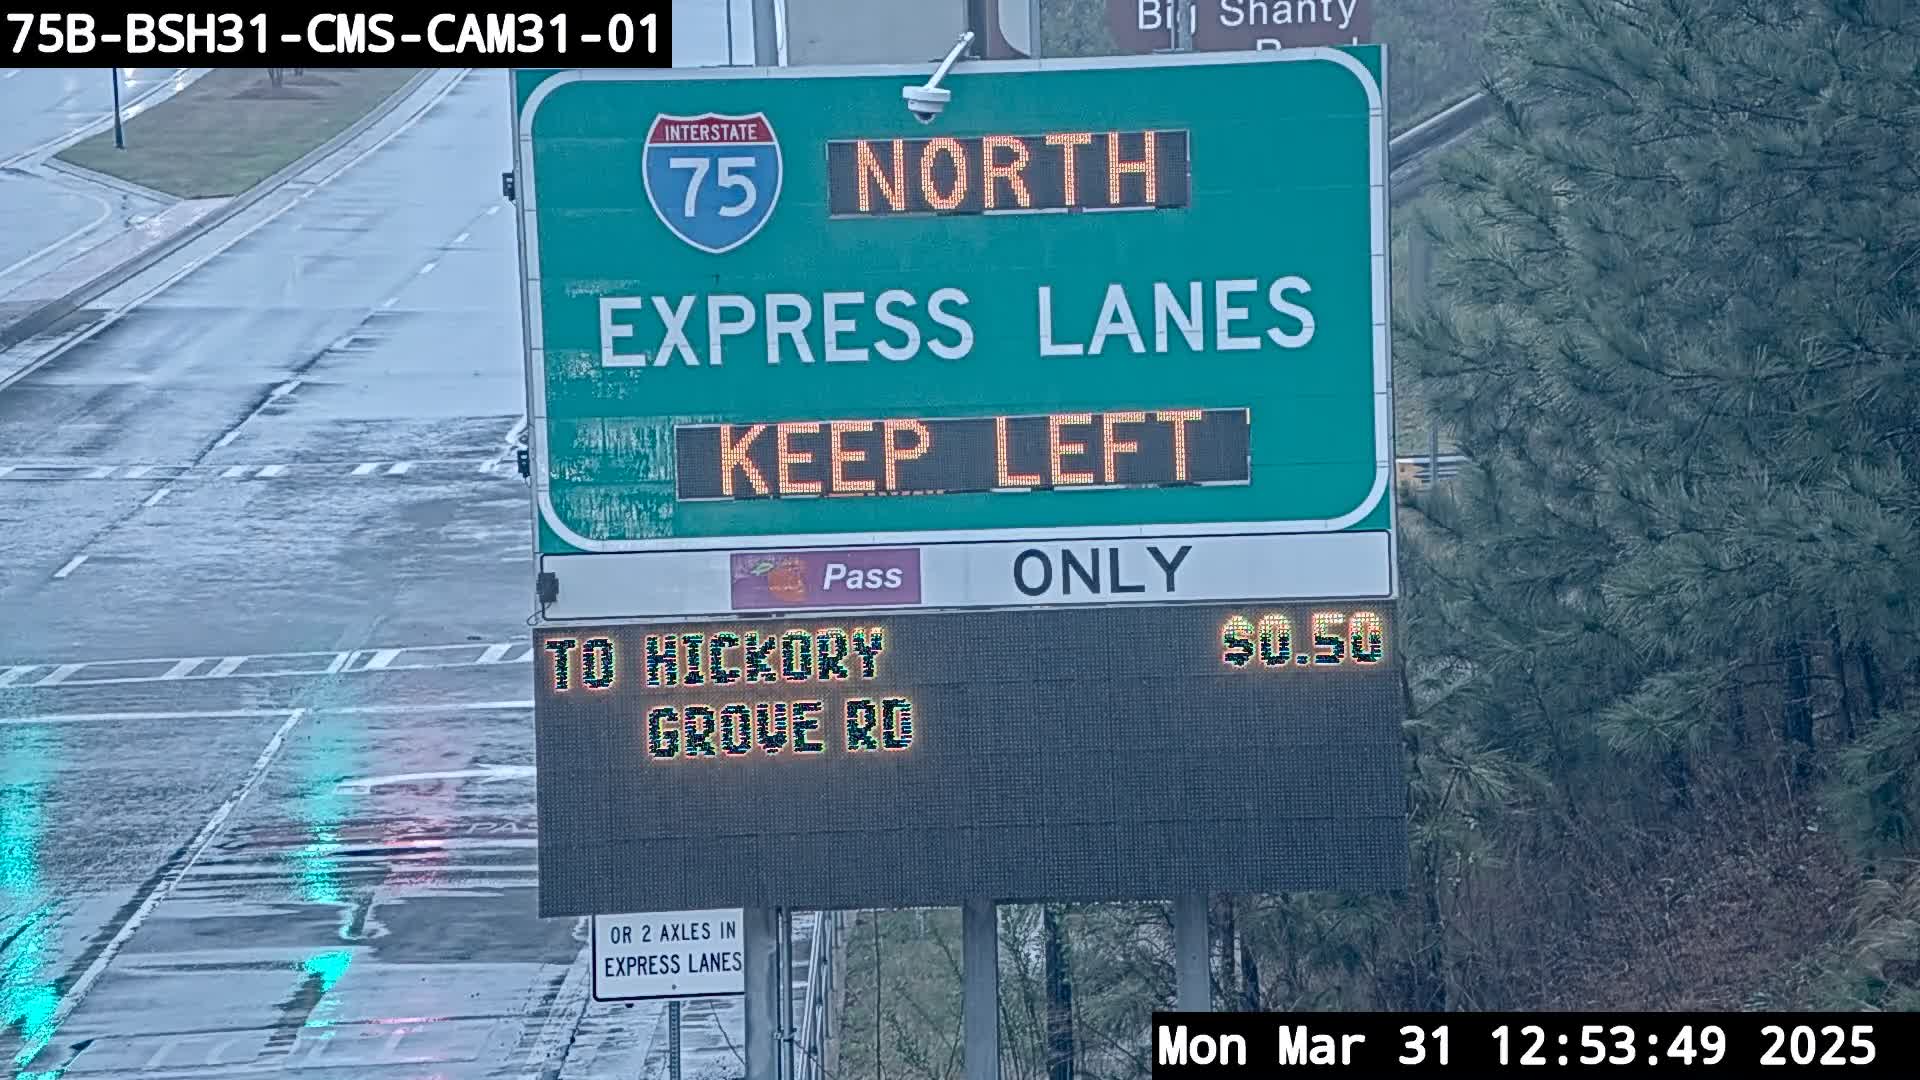 75B-BSH31-CMS-CAM31-01
Big Shanty
INTERSTATE
75
NORTH
EXPRESS LANES
KEEP LEFT
Pass ONLY
TO HICKORY $0.50
GROVE RD
OR 2 AXLES IN
EXPRESS LANES
Mon Mar 31 12:53:49 2025